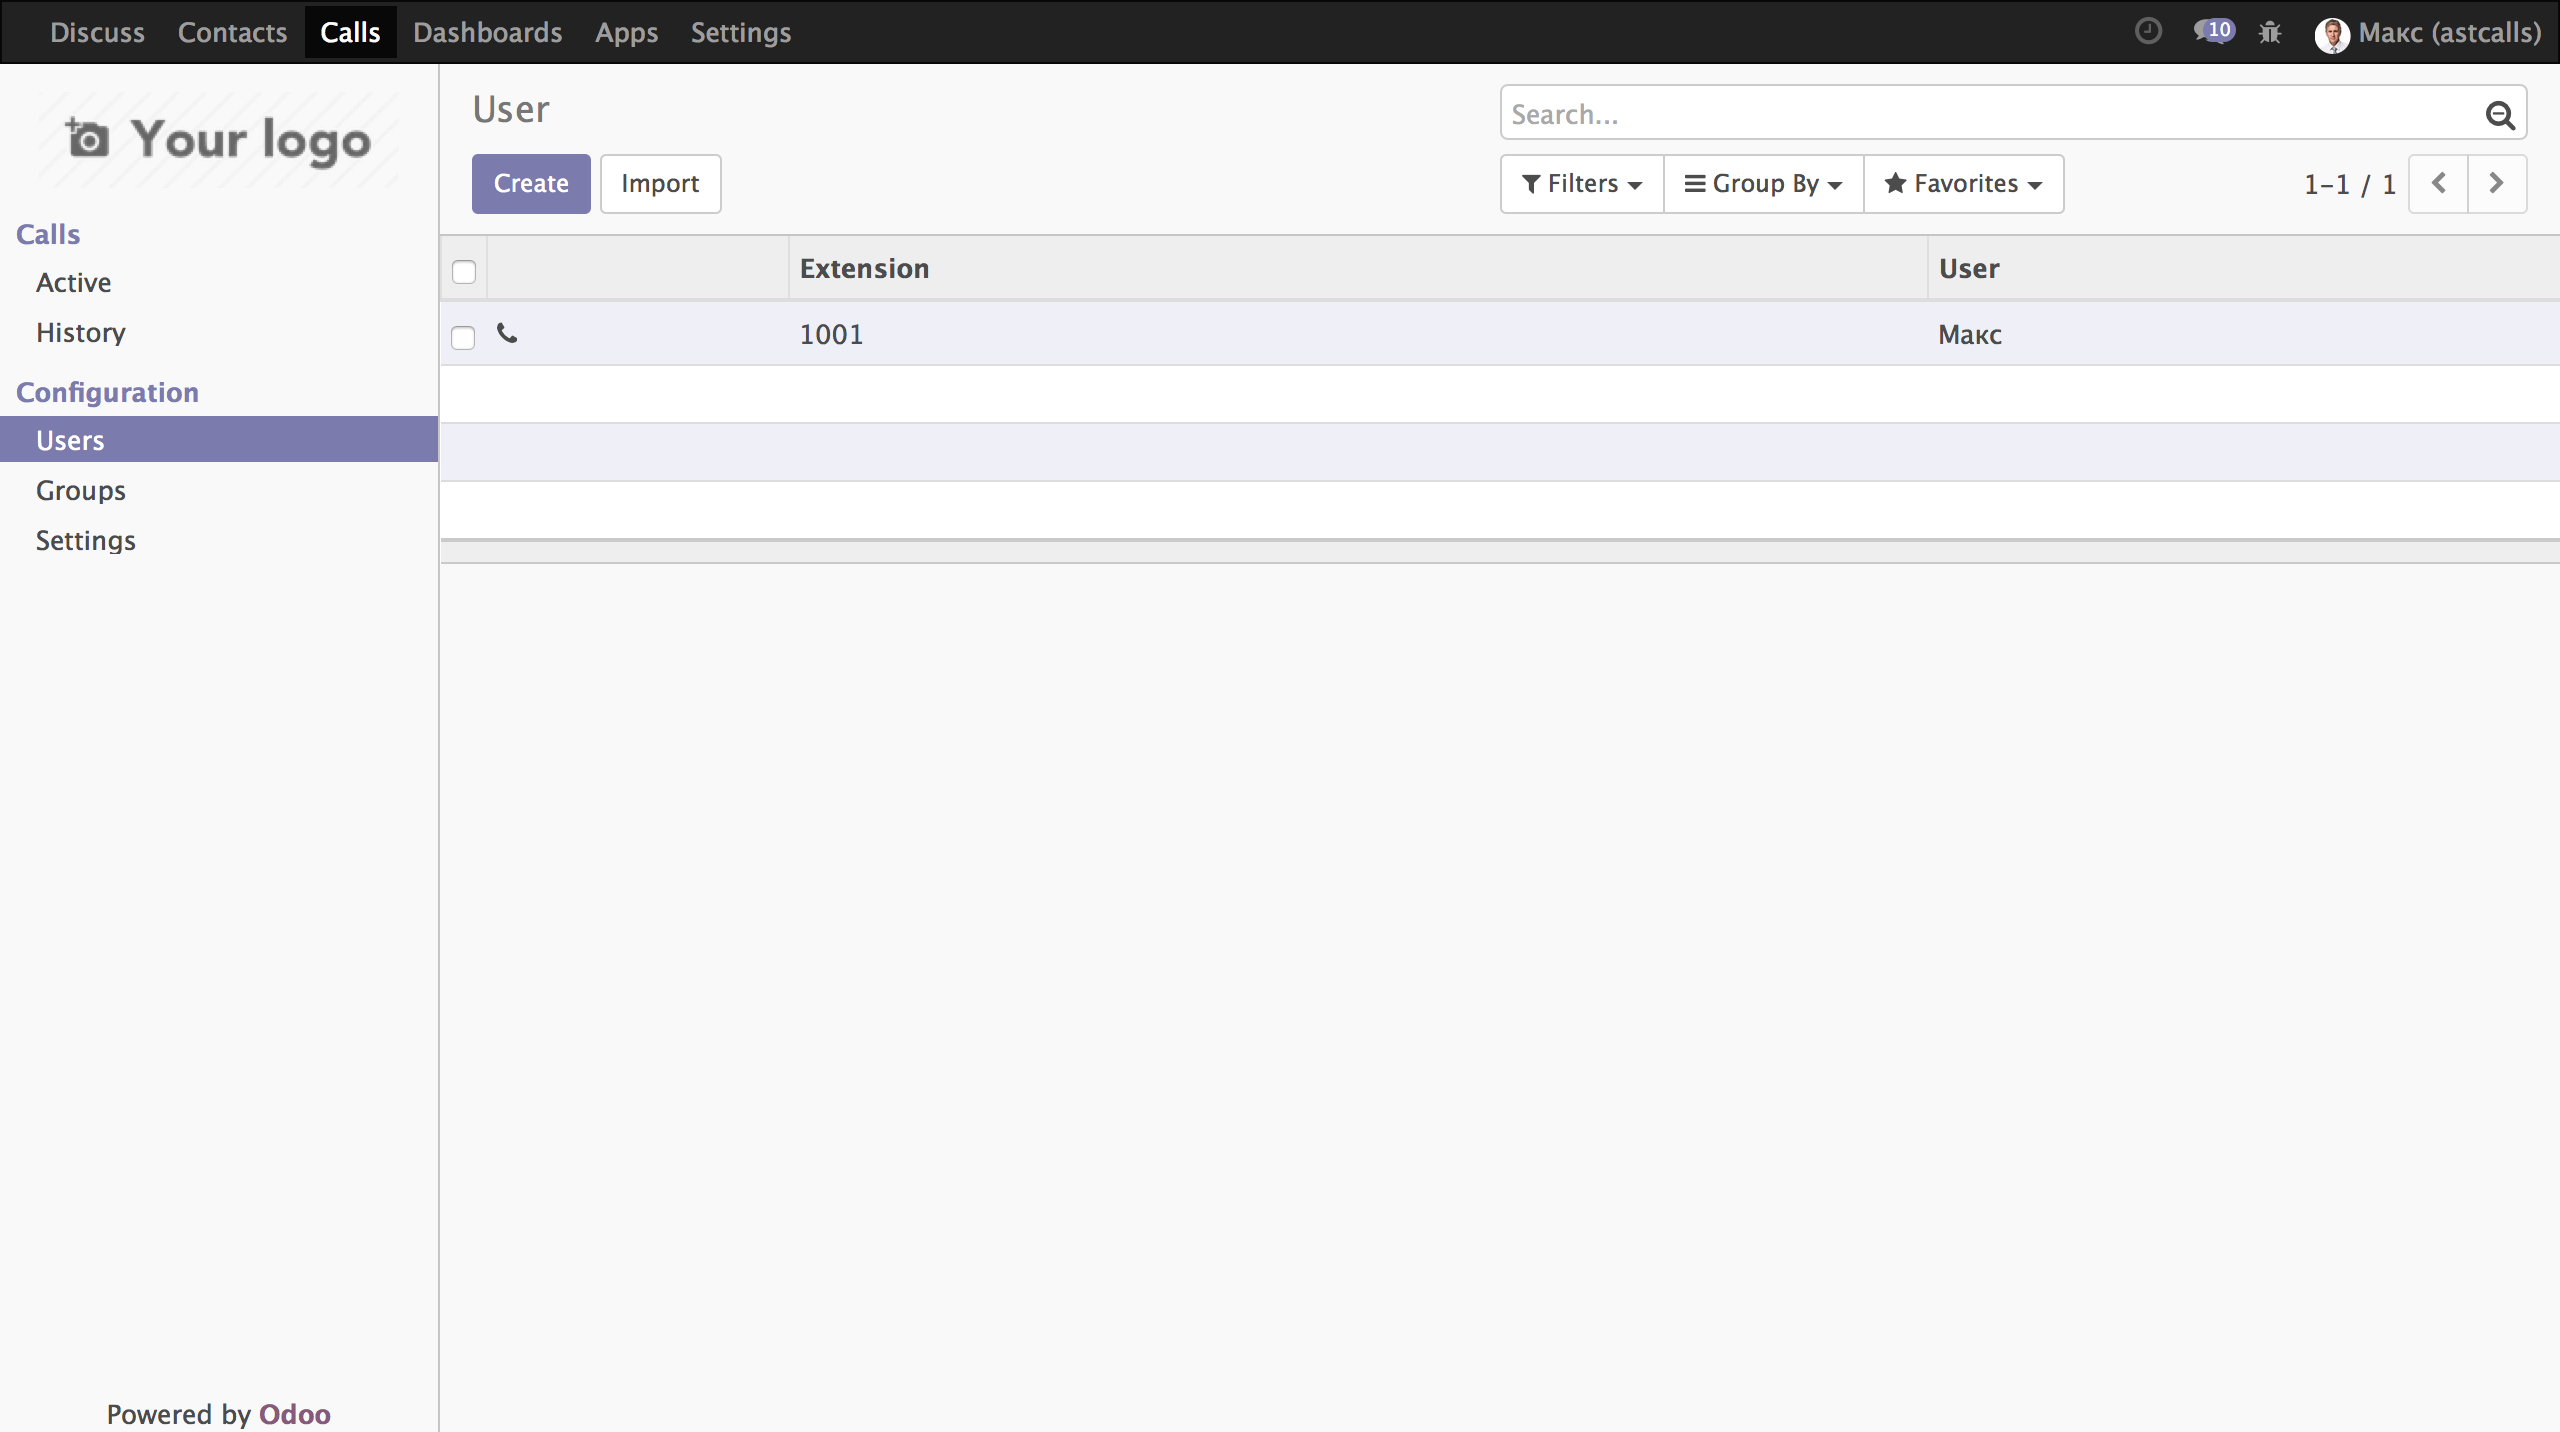 Discuss Contacts Calls Dashboards Apps Settings 10 Макс (astcalls)
Your logo
Calls
Active
History
Configuration
Users
Groups
Settings
Powered by Odoo
User
Search...
Create Import
Filters Group By Favorites 1-1 / 1
Extension User
1001 Макс